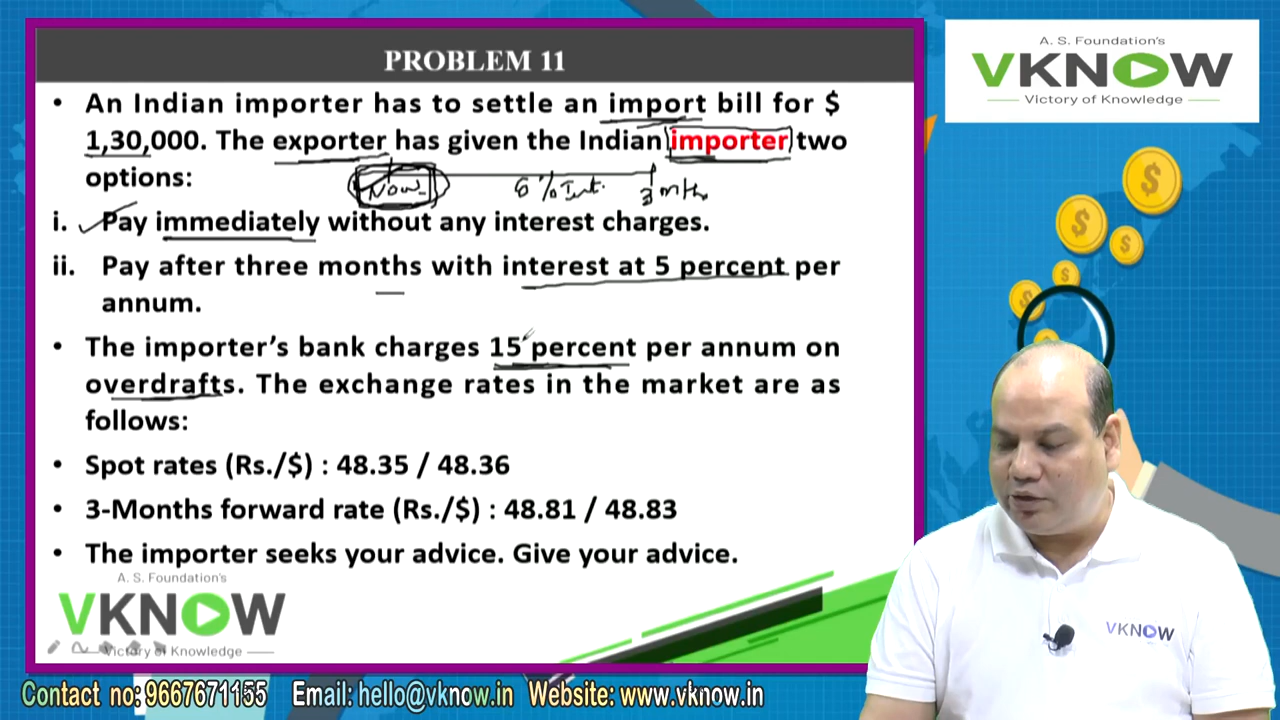 PROBLEM 11
A. S. Foundation's
VKNOW
Victory of Knowledge
• An Indian importer has to settle an import bill for $
1,30,000. The exporter has given the Indian importer two
options:
Now 6 % Int. 3 mth
i. Pay immediately without any interest charges.
ii. Pay after three months with interest at 5 percent per
annum.
• The importer's bank charges 15 percent per annum on
overdrafts. The exchange rates in the market are as
follows:
• Spot rates (Rs./$) : 48.35 / 48.36
• 3-Months forward rate (Rs./$) : 48.81 / 48.83
• The importer seeks your advice. Give your advice.
A. S. Foundation's
VKNOW
Victory of Knowledge
VKNOW
Contact no: 9667671155 Email: hello@vknow.in Website: www.vknow.in